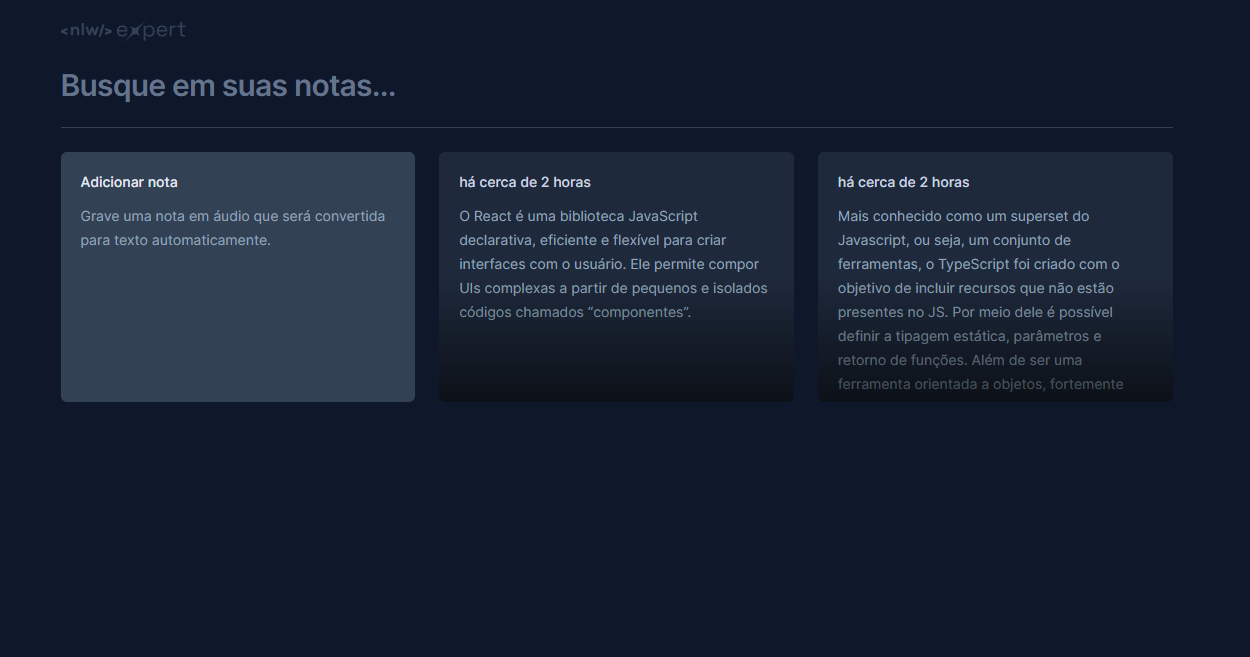 <nlw/> expert
Busque em suas notas...
Adicionar nota
Grave uma nota em áudio que será convertida
para texto automaticamente.
há cerca de 2 horas
O React é uma biblioteca JavaScript
declarativa, eficiente e flexível para criar
interfaces com o usuário. Ele permite compor
UIs complexas a partir de pequenos e isolados
códigos chamados “componentes”.
há cerca de 2 horas
Mais conhecido como um superset do
Javascript, ou seja, um conjunto de
ferramentas, o TypeScript foi criado com o
objetivo de incluir recursos que não estão
presentes no JS. Por meio dele é possível
definir a tipagem estática, parâmetros e
retorno de funções. Além de ser uma
ferramenta orientada a objetos, fortemente